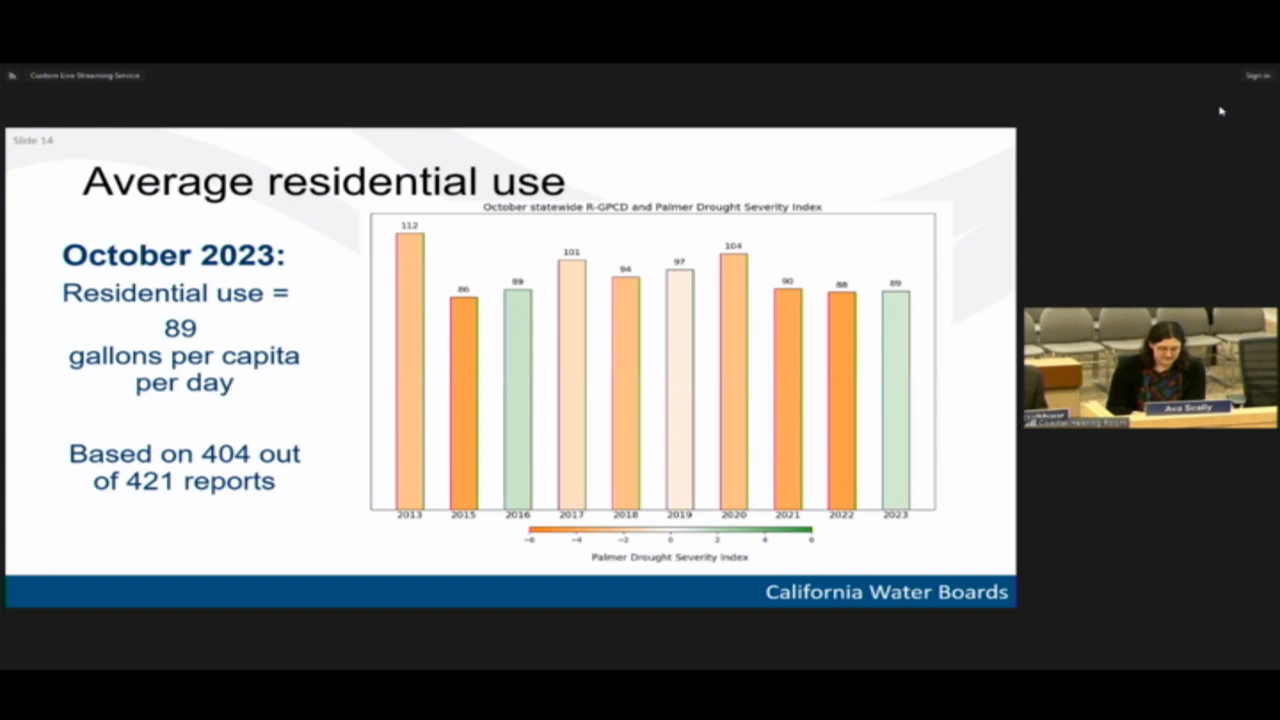 Custom Live Streaming Service
Sign in
Slide 14
Average residential use
October 2023:
Residential use =
89
gallons per capita
per day
Based on 404 out
of 421 reports
October statewide R-GPCD and Palmer Drought Severity Index
112
86
89
101
94
97
104
90
88
89
2013 2015 2016 2017 2018 2019 2020 2021 2022 2023
−6 −4 −2 0 2 4 6
Palmer Drought Severity Index
California Water Boards
Ava Scally
Coastal Hearing Room